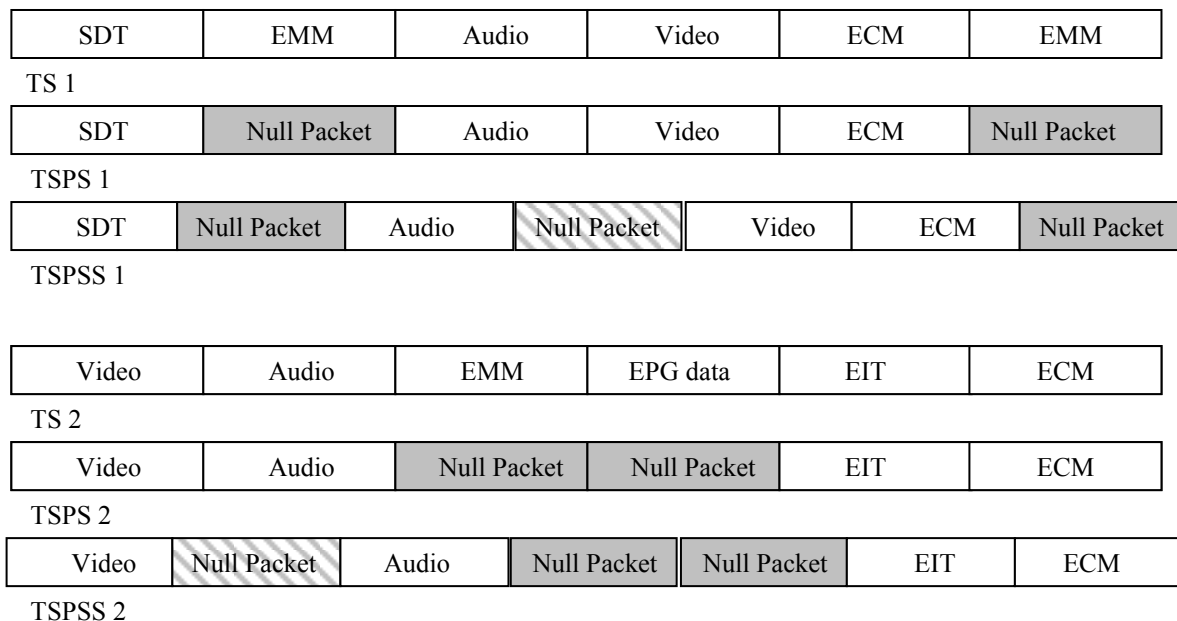 SDT EMM Audio Video ECM EMM
TS 1
SDT Null Packet Audio Video ECM Null Packet
TSPS 1
SDT Null Packet Audio Null Packet Video ECM Null Packet
TSPSS 1
Video Audio EMM EPG data EIT ECM
TS 2
Video Audio Null Packet Null Packet EIT ECM
TSPS 2
Video Null Packet Audio Null Packet Null Packet EIT ECM
TSPSS 2